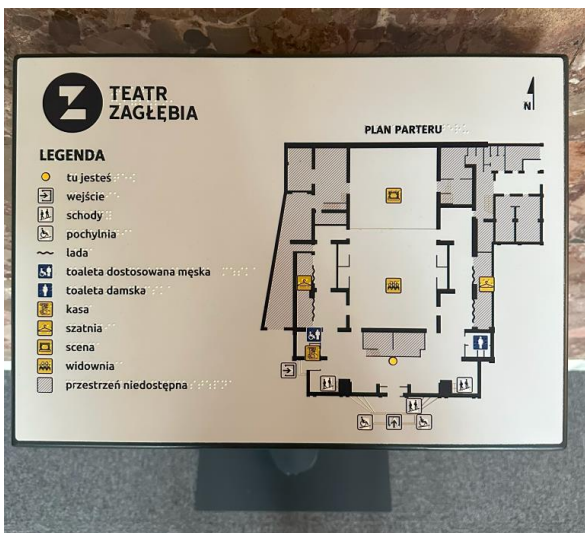 TEATR
ZAGŁĘBIA
N
PLAN PARTERU
LEGENDA
tu jesteś
wejście
schody
pochylnia
lada
toaleta dostosowana męska
toaleta damska
kasa
szatnia
scena
widownia
przestrzeń niedostępna